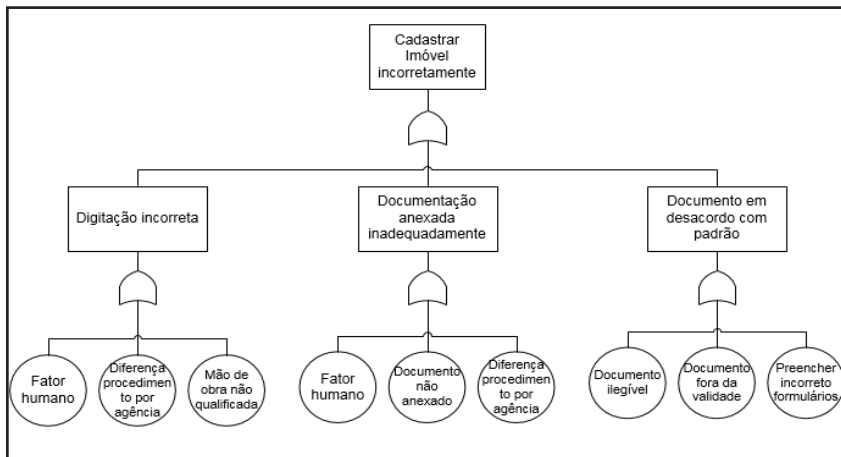 Cadastrar
Imóvel
incorretamente
Digitação incorreta
Documentação
anexada
inadequadamente
Documento em
desacordo com
padrão
Fator
humano
Diferença
procedimen
to por
agência
Mão de
obra não
qualificada
Fator
humano
Documento
não
anexado
Diferença
procedimen
to por
agência
Documento
ilegível
Documento
fora da
validade
Preencher
incorreto
formulários